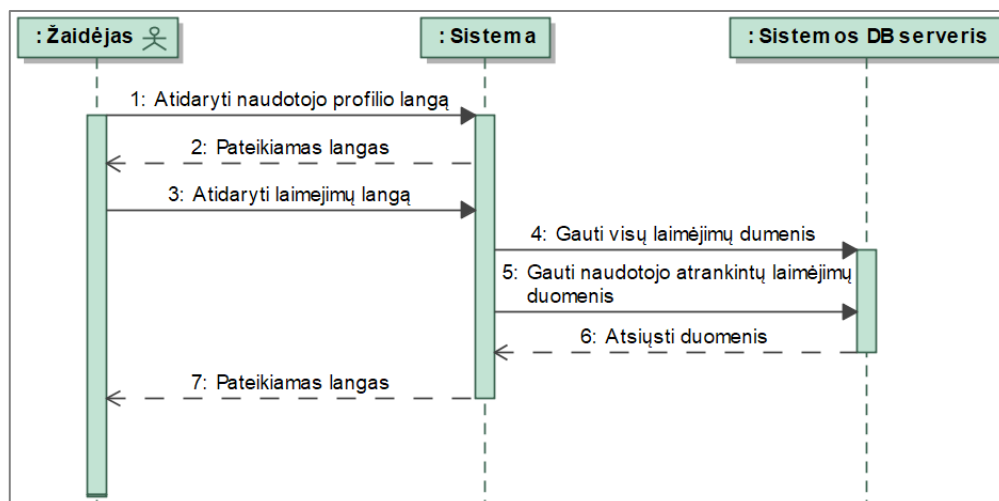 : Žaidėjas
: Sistema
: Sistemos DB serveris
1: Atidaryti naudotojo profilio langą
2: Pateikiamas langas
3: Atidaryti laimejimų langą
4: Gauti visų laimėjimų dumenis
5: Gauti naudotojo atrankintų laimėjimų
duomenis
6: Atsiųsti duomenis
7: Pateikiamas langas